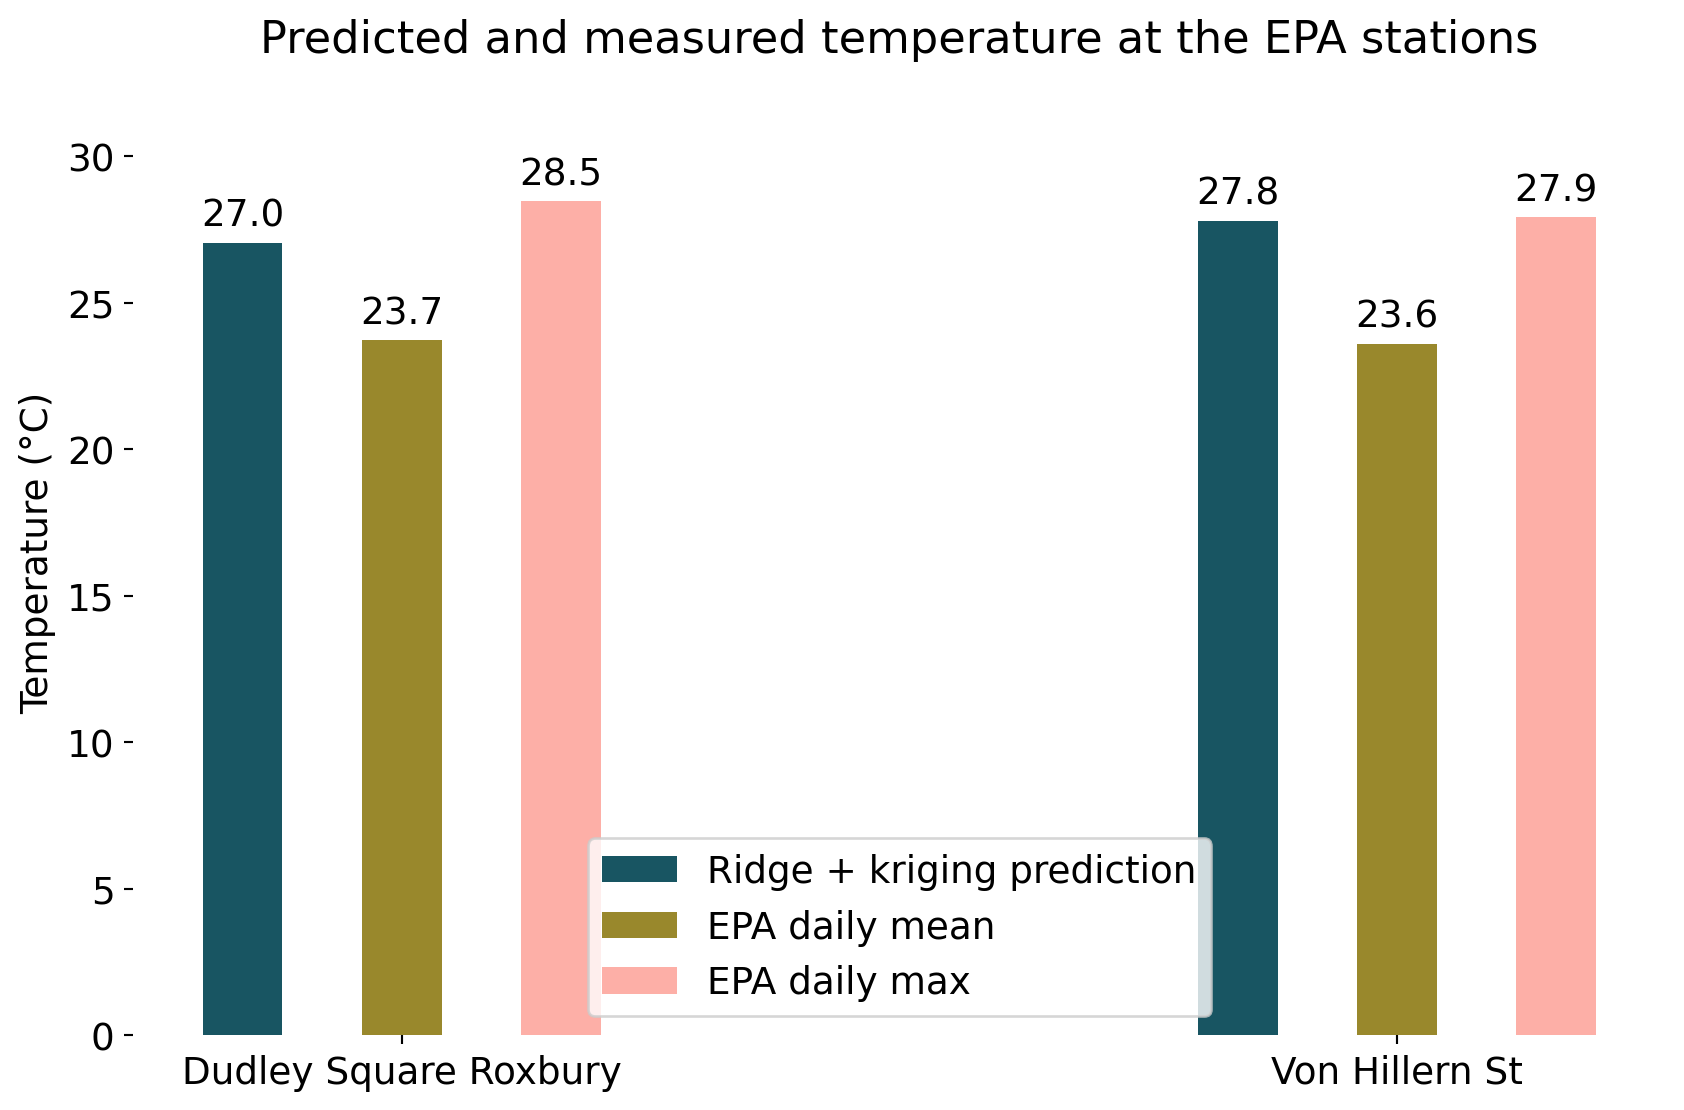 Predicted and measured temperature at the EPA stations
Temperature (°C)
30
25
20
15
10
5
0
27.0
23.7
28.5
27.8
23.6
27.9
Ridge + kriging prediction
EPA daily mean
EPA daily max
Dudley Square Roxbury
Von Hillern St